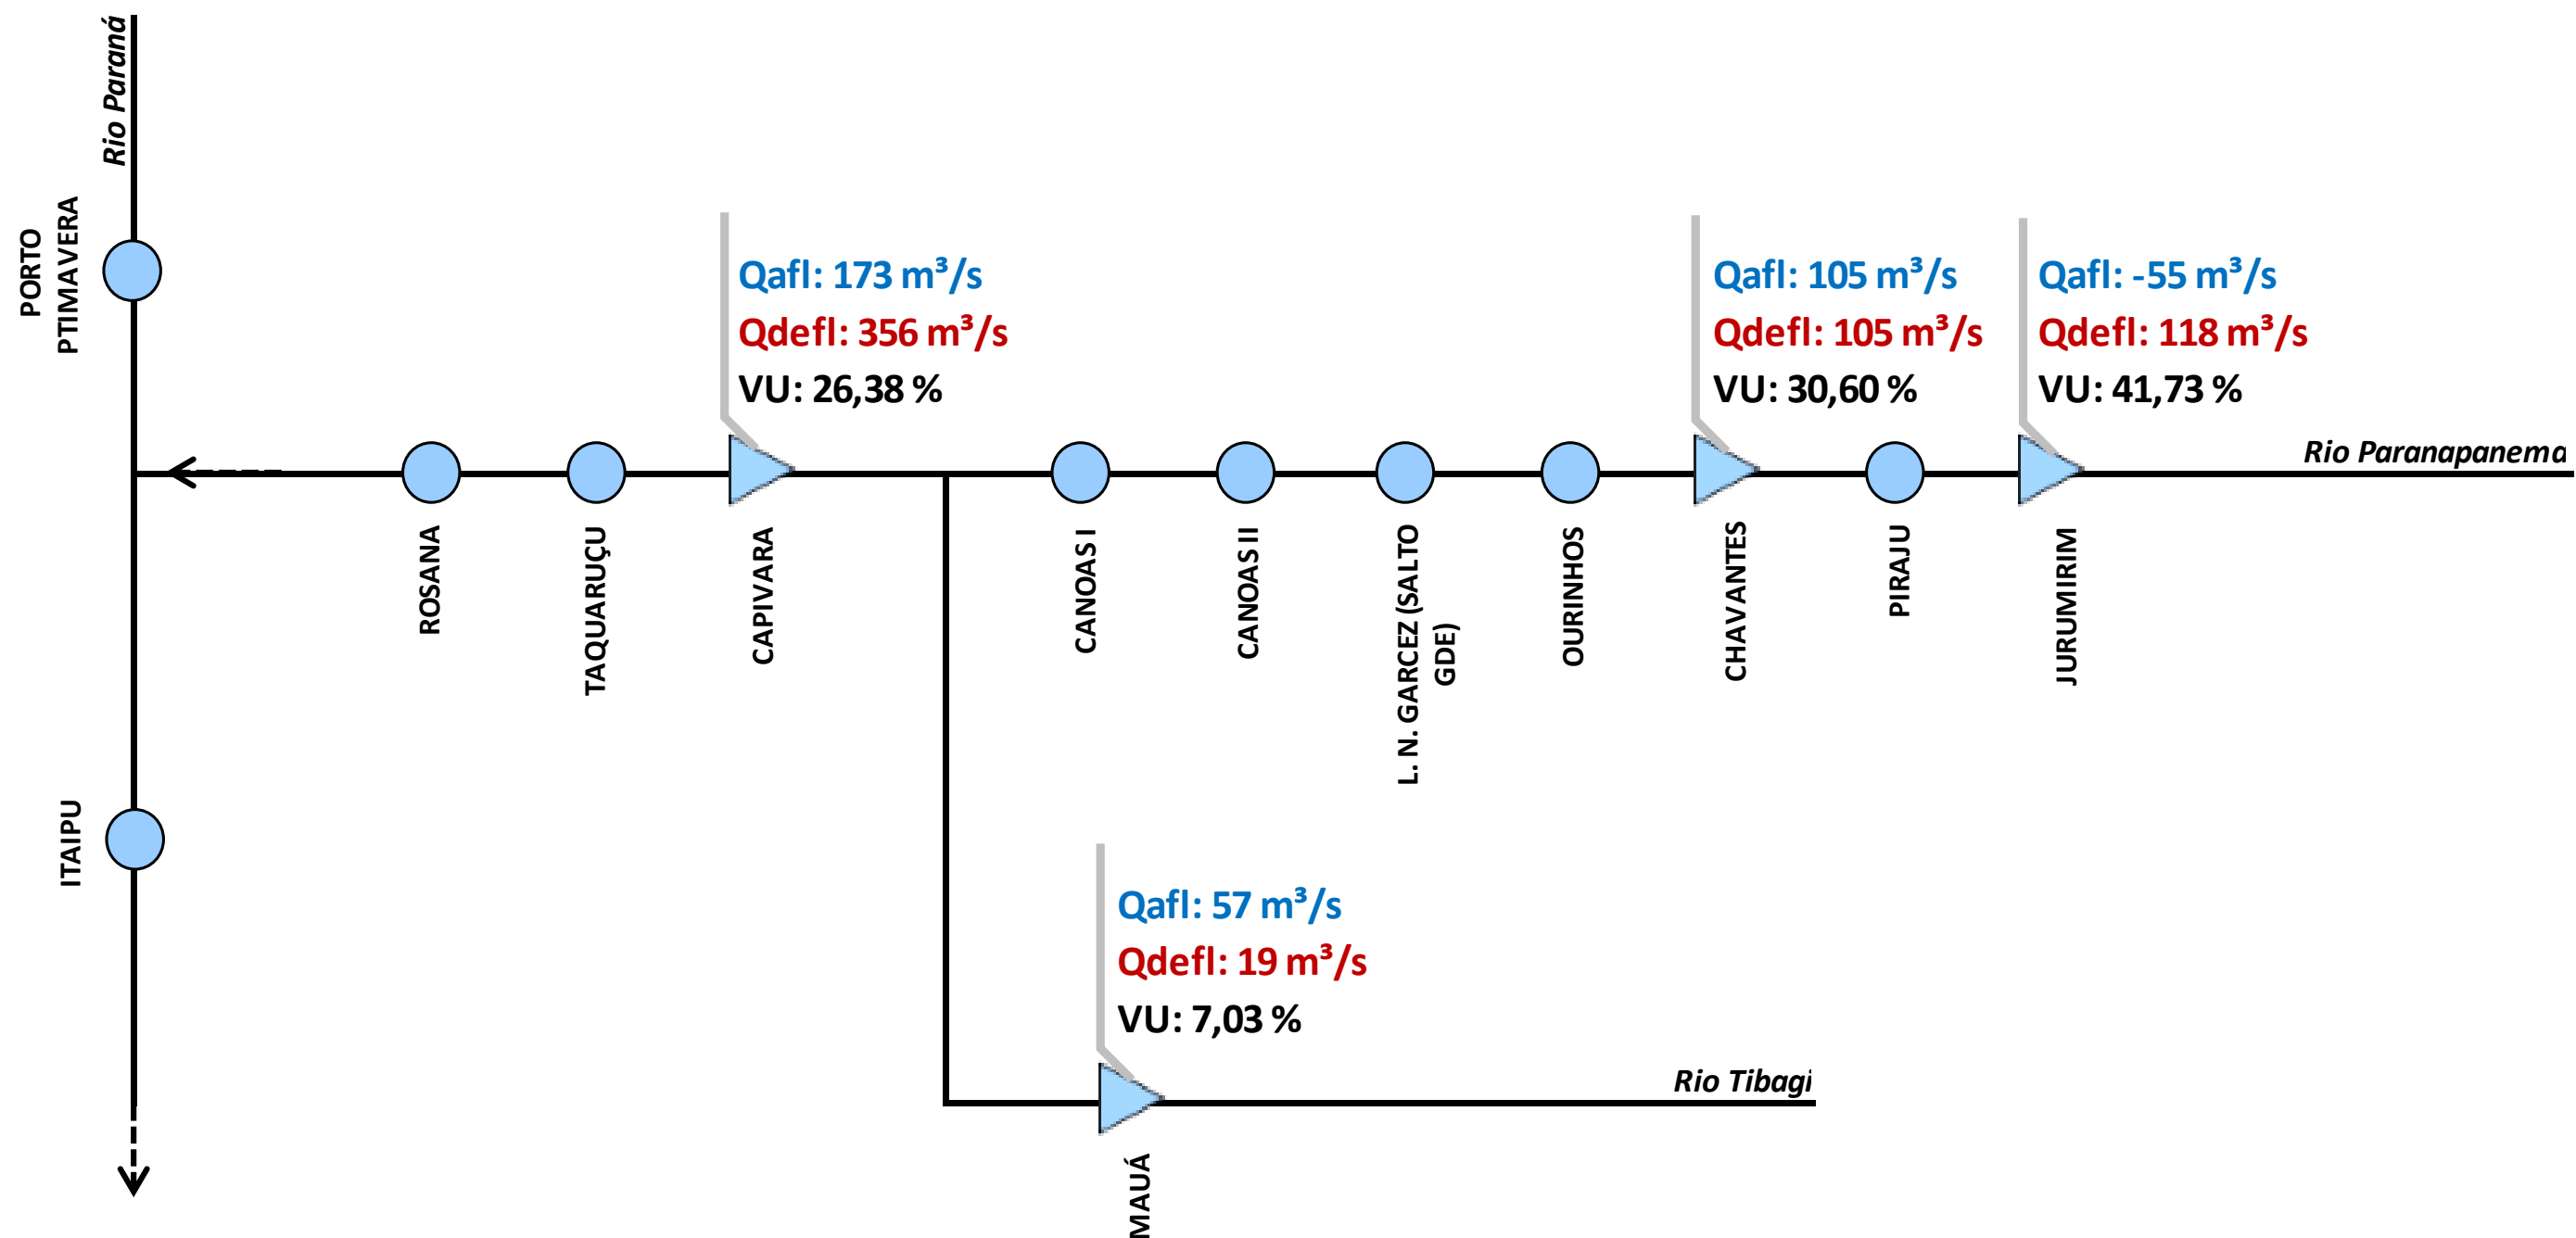 Rio Paraná
PORTO
PTIMAVERA
Qafl: 173 m³/s
Qdefl: 356 m³/s
VU: 26,38 %
Qafl: 105 m³/s
Qdefl: 105 m³/s
VU: 30,60 %
Qafl: -55 m³/s
Qdefl: 118 m³/s
VU: 41,73 %
Rio Paranapanema
ROSANA
TAQUARUÇU
CAPIVARA
CANOAS I
CANOAS II
L. N. GARCEZ (SALTO
GDE)
OURINHOS
CHAVANTES
PIRAJU
JURUMIRIM
ITAIPU
Qafl: 57 m³/s
Qdefl: 19 m³/s
VU: 7,03 %
Rio Tibagi
MAUÁ